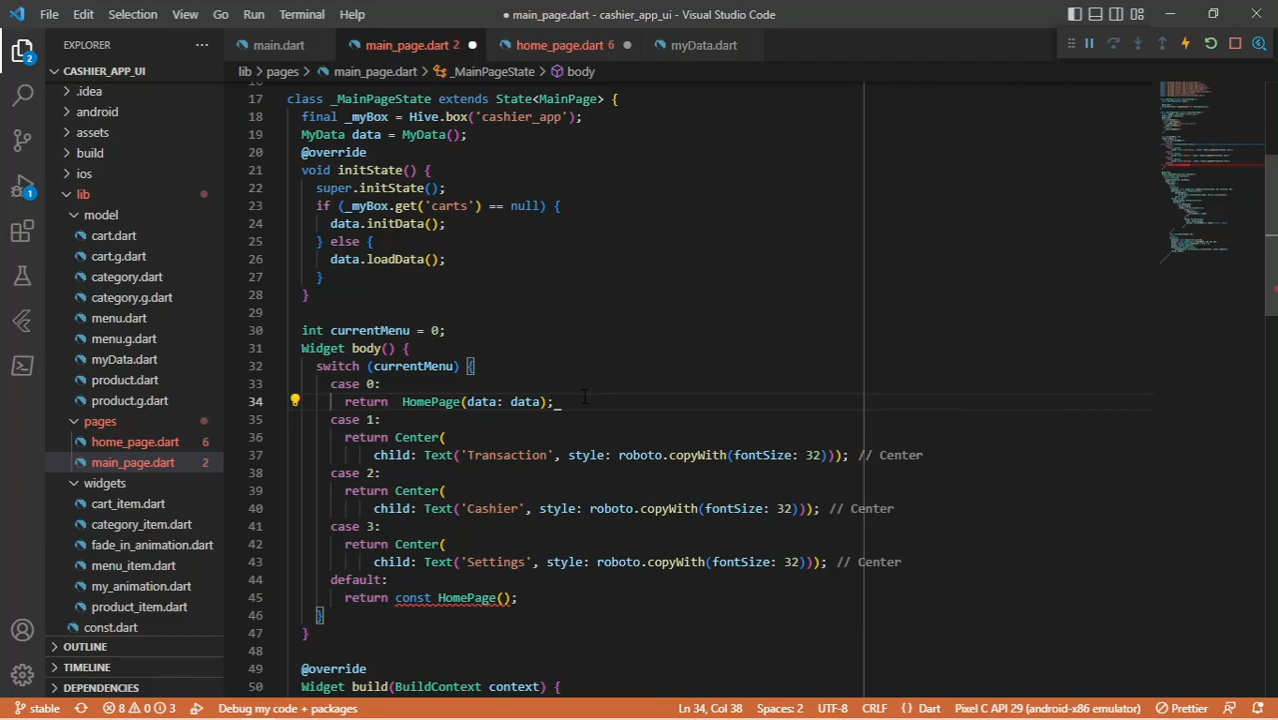 File Edit Selection View Go Run Terminal Help
● main_page.dart - cashier_app_ui - Visual Studio Code
EXPLORER
main.dart main_page.dart 2 home_page.dart 6 myData.dart
lib > pages > main_page.dart > _MainPageState > body
2
1
CASHIER_APP_UI
.idea
android
assets
build
ios
lib
model
cart.dart
cart.g.dart
category.dart
category.g.dart
menu.dart
menu.g.dart
myData.dart
product.dart
product.g.dart
pages
home_page.dart 6
main_page.dart 2
widgets
cart_item.dart
category_item.dart
fade_in_animation.dart
menu_item.dart
my_animation.dart
product_item.dart
const.dart
OUTLINE
TIMELINE
DEPENDENCIES
17 class _MainPageState extends State<MainPage> {
18 final _myBox = Hive.box('cashier_app');
19 MyData data = MyData();
20 @override
21 void initState() {
22 super.initState();
23 if (_myBox.get('carts') == null) {
24 data.initData();
25 } else {
26 data.loadData();
27 }
28 }
29
30 int currentMenu = 0;
31 Widget body() {
32 switch (currentMenu) {
33 case 0:
34 return  HomePage(data: data);
35 case 1:
36 return Center(
37 child: Text('Transaction', style: roboto.copyWith(fontSize: 32))); // Center
38 case 2:
39 return Center(
40 child: Text('Cashier', style: roboto.copyWith(fontSize: 32))); // Center
41 case 3:
42 return Center(
43 child: Text('Settings', style: roboto.copyWith(fontSize: 32))); // Center
44 default:
45 return const HomePage();
46 }
47 }
48
49 @override
50 Widget build(BuildContext context) {
stable 8 0 3 Debug my code + packages Ln 34, Col 38 Spaces: 2 UTF-8 CRLF {} Dart Pixel C API 29 (android-x86 emulator) Prettier